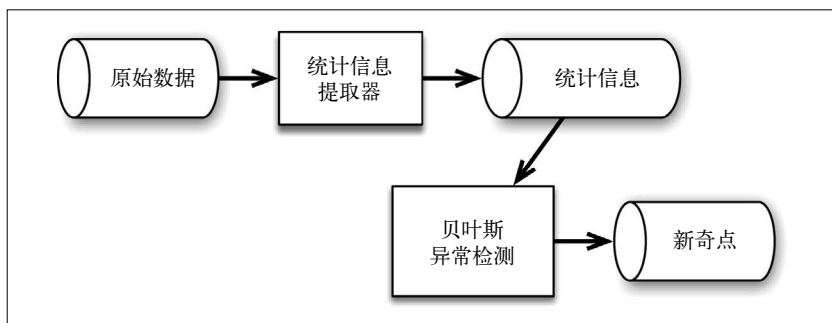 原始数据
统计信息
提取器
统计信息
贝叶斯
异常检测
新奇点